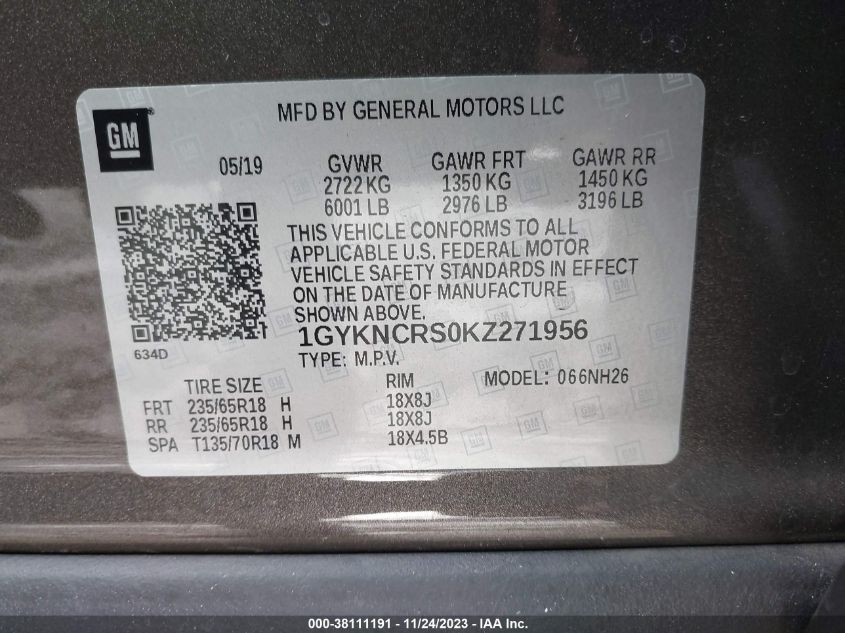 GM
MFD BY GENERAL MOTORS LLC
05/19 GVWR GAWR FRT GAWR RR
2722 KG 1350 KG 1450 KG
6001 LB 2976 LB 3196 LB
THIS VEHICLE CONFORMS TO ALL
APPLICABLE U.S. FEDERAL MOTOR
VEHICLE SAFETY STANDARDS IN EFFECT
ON THE DATE OF MANUFACTURE
SHOWN ABOVE.
1GYKNCRS0KZ271956
634D
TYPE: M.P.V.
TIRE SIZE RIM MODEL: 066NH26
FRT 235/65R18 H 18X8J
RR 235/65R18 H 18X8J
SPA T135/70R18 M 18X4.5B
000-38111191 - 11/24/2023 - IAA Inc.